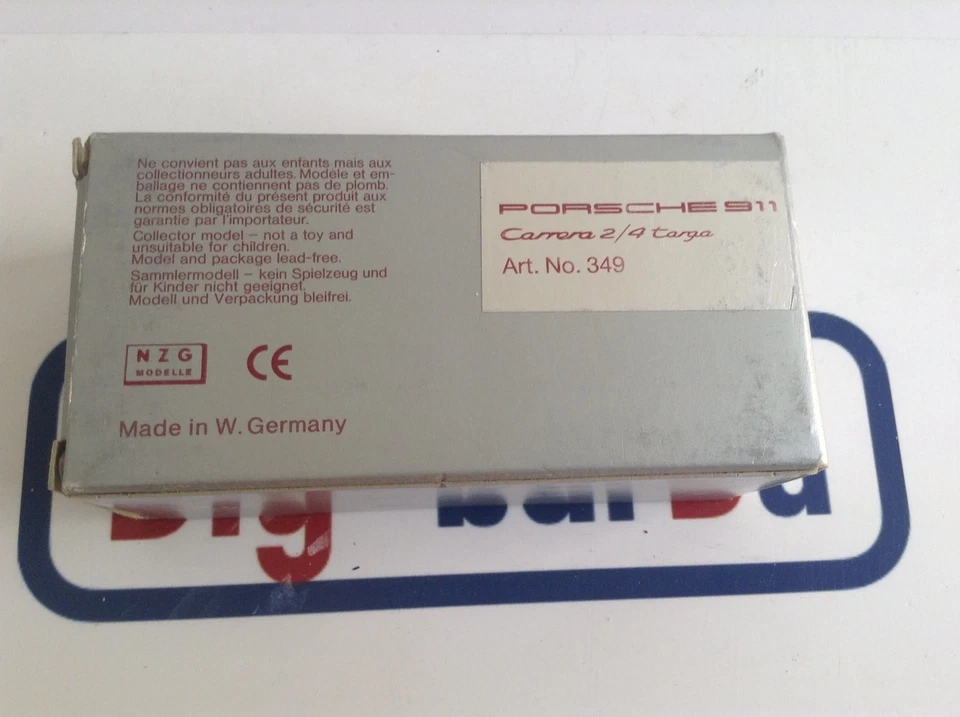 Ne convient pas aux enfants mais aux
collectionneurs adultes. Modèle et em-
ballage ne contiennent pas de plomb.
La conformité du présent produit aux
normes obligatoires de sécurité est
garantie par l'importateur.
Collector model – not a toy and
unsuitable for children.
Model and package lead-free.
Sammlermodell – kein Spielzeug und
für Kinder nicht geeignet.
Modell und Verpackung bleifrei.
PORSCHE 911
Carrera 2/4 targa
Art. No. 349
NZG
MODELLE
CE
Made in W. Germany
Big